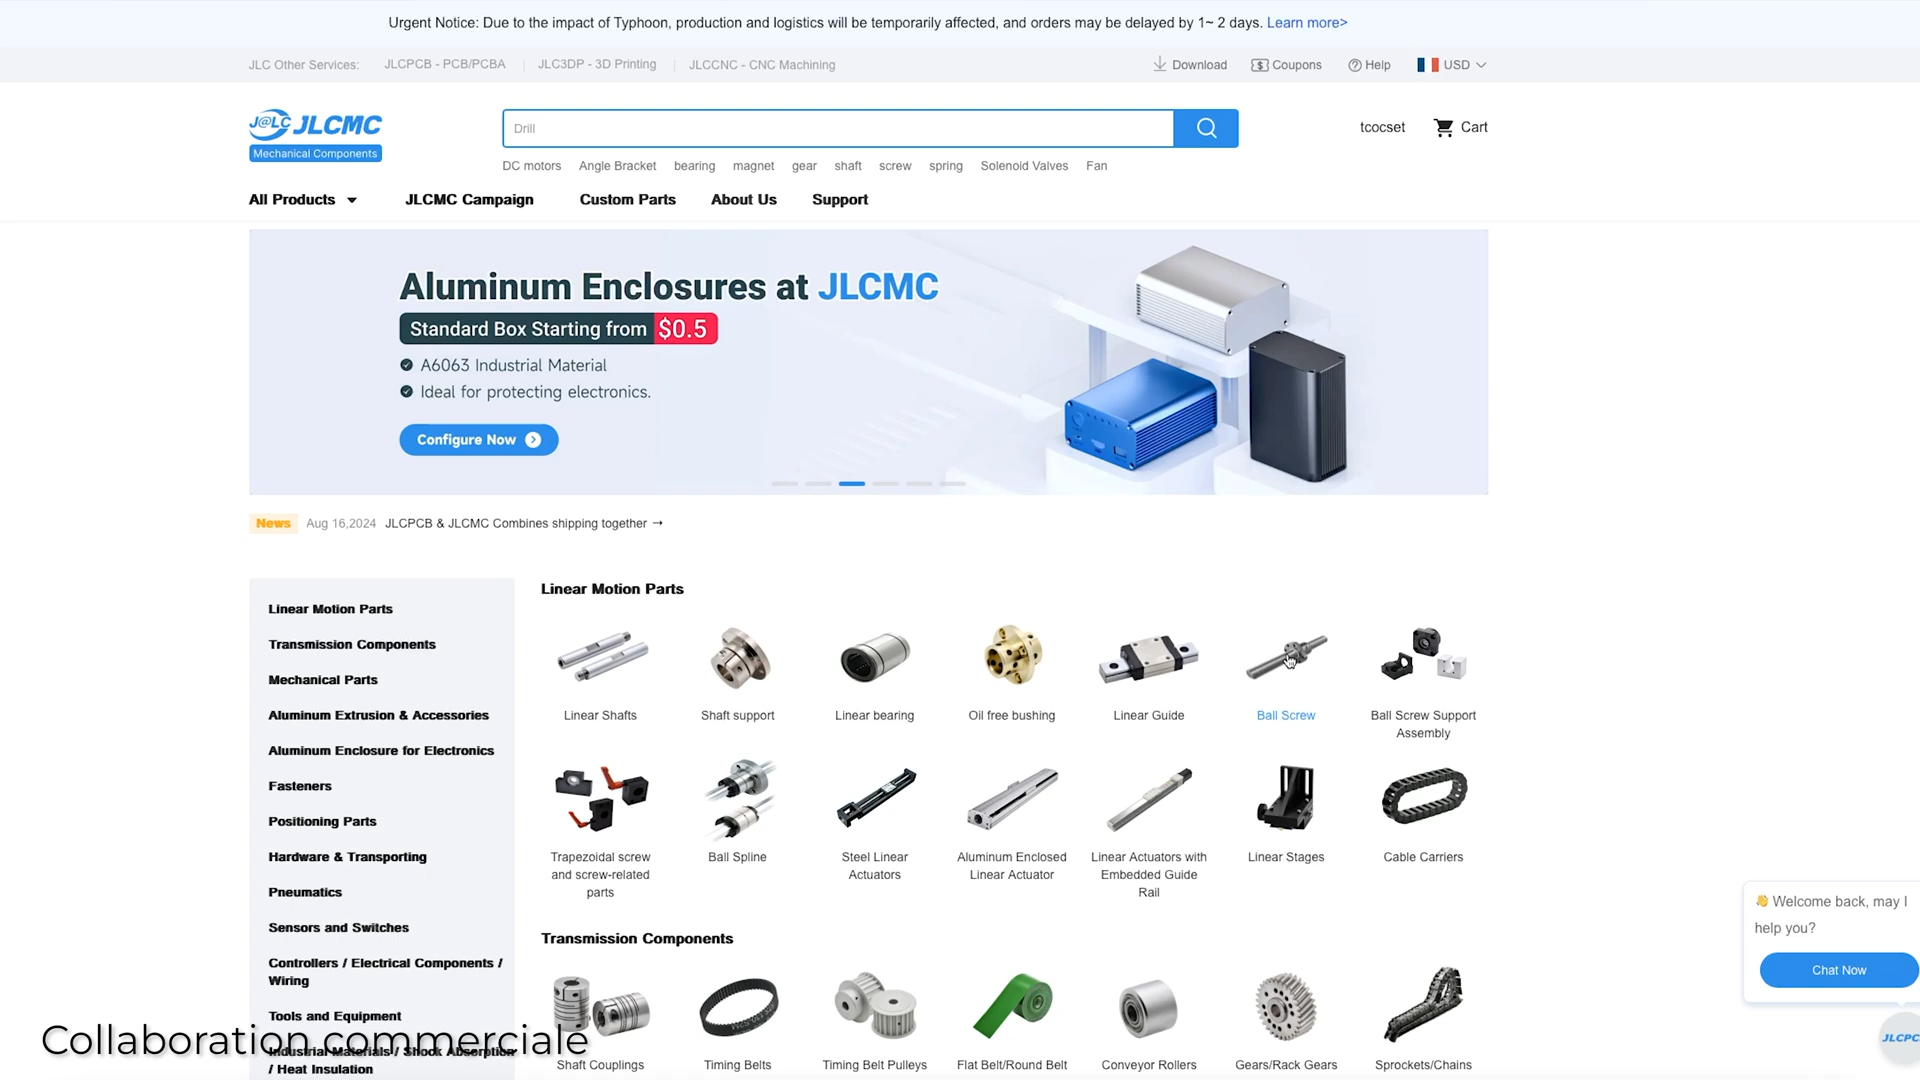 Urgent Notice: Due to the impact of Typhoon, production and logistics will be temporarily affected, and orders may be delayed by 1~ 2 days. Learn more>
JLC Other Services: JLCPCB - PCB/PCBA JLC3DP - 3D Printing JLCCNC - CNC Machining
Download Coupons Help USD
J@LC JLCMC
Mechanical Components
Drill
tcocset Cart
DC motors Angle Bracket bearing magnet gear shaft screw spring Solenoid Valves Fan
All Products JLCMC Campaign Custom Parts About Us Support
Aluminum Enclosures at JLCMC
Standard Box Starting from $0.5
A6063 Industrial Material
Ideal for protecting electronics.
Configure Now
News Aug 16,2024 JLCPCB & JLCMC Combines shipping together →
Linear Motion Parts
Transmission Components
Mechanical Parts
Aluminum Extrusion & Accessories
Aluminum Enclosure for Electronics
Fasteners
Positioning Parts
Hardware & Transporting
Pneumatics
Sensors and Switches
Controllers / Electrical Components /
Wiring
Tools and Equipment
Industrial Materials / Shock Absorption
/ Heat Insulation
Linear Motion Parts
Linear Shafts
Shaft support
Linear bearing
Oil free bushing
Linear Guide
Ball Screw
Ball Screw Support
Assembly
Trapezoidal screw
and screw-related
parts
Ball Spline
Steel Linear
Actuators
Aluminum Enclosed
Linear Actuator
Linear Actuators with
Embedded Guide
Rail
Linear Stages
Cable Carriers
Transmission Components
Shaft Couplings
Timing Belts
Timing Belt Pulleys
Flat Belt/Round Belt
Conveyor Rollers
Gears/Rack Gears
Sprockets/Chains
👋 Welcome back, may I
help you?
Chat Now
JLCPC
Collaboration commerciale